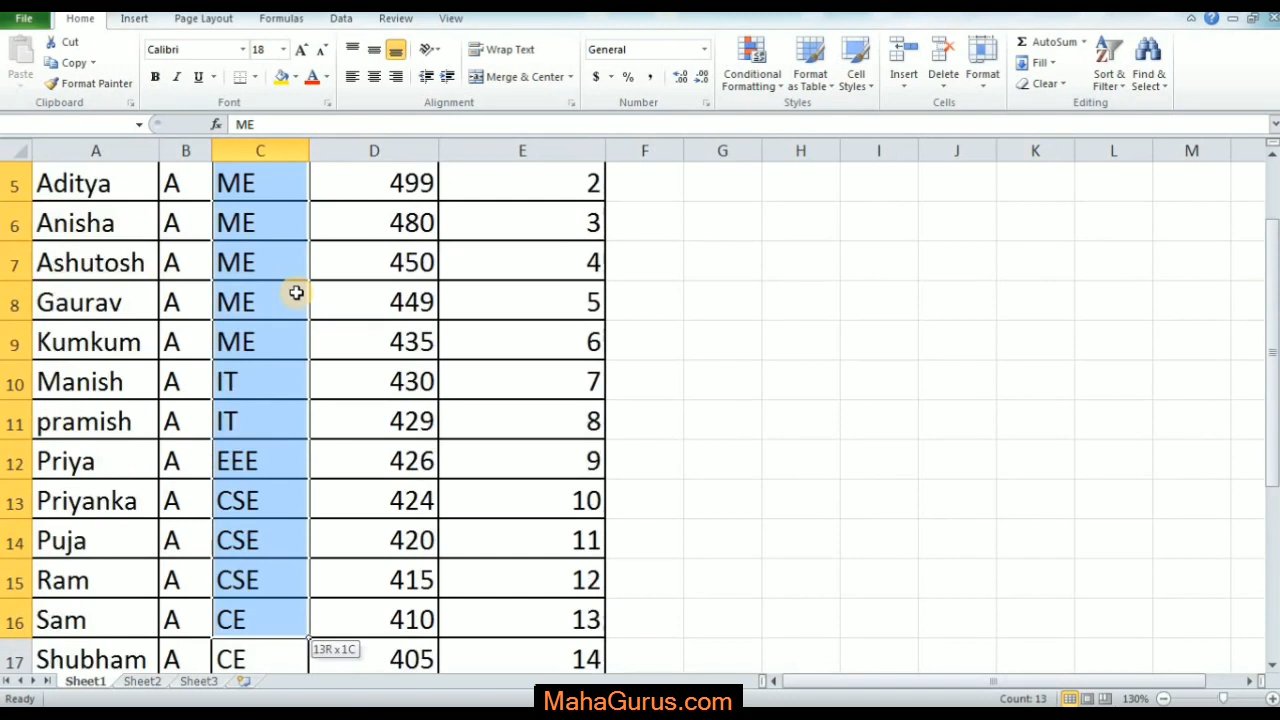 File Home Insert Page Layout Formulas Data Review View
Paste Cut Copy Format Painter Clipboard
Calibri 18 A A B I U A Font
Wrap Text Merge & Center Alignment
General $ % , Number
Conditional Formatting Format as Table Cell Styles Styles
Insert Delete Format Cells
Σ AutoSum Fill Clear Sort & Filter Find & Select Editing
fx ME
A B C D E F G H I J K L M
5 Aditya A ME 499 2
6 Anisha A ME 480 3
7 Ashutosh A ME 450 4
8 Gaurav A ME 449 5
9 Kumkum A ME 435 6
10 Manish A IT 430 7
11 pramish A IT 429 8
12 Priya A EEE 426 9
13 Priyanka A CSE 424 10
14 Puja A CSE 420 11
15 Ram A CSE 415 12
16 Sam A CE 410 13
13R x 1C
17 Shubham A CE 405 14
Sheet1 Sheet2 Sheet3
Ready Count: 13 130%
MahaGurus.com